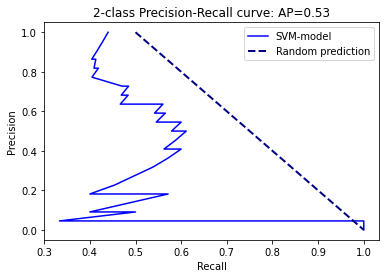 2-class Precision-Recall curve: AP=0.53
SVM-model
Random prediction
Precision
1.0
0.8
0.6
0.4
0.2
0.0
0.3 0.4 0.5 0.6 0.7 0.8 0.9 1.0
Recall